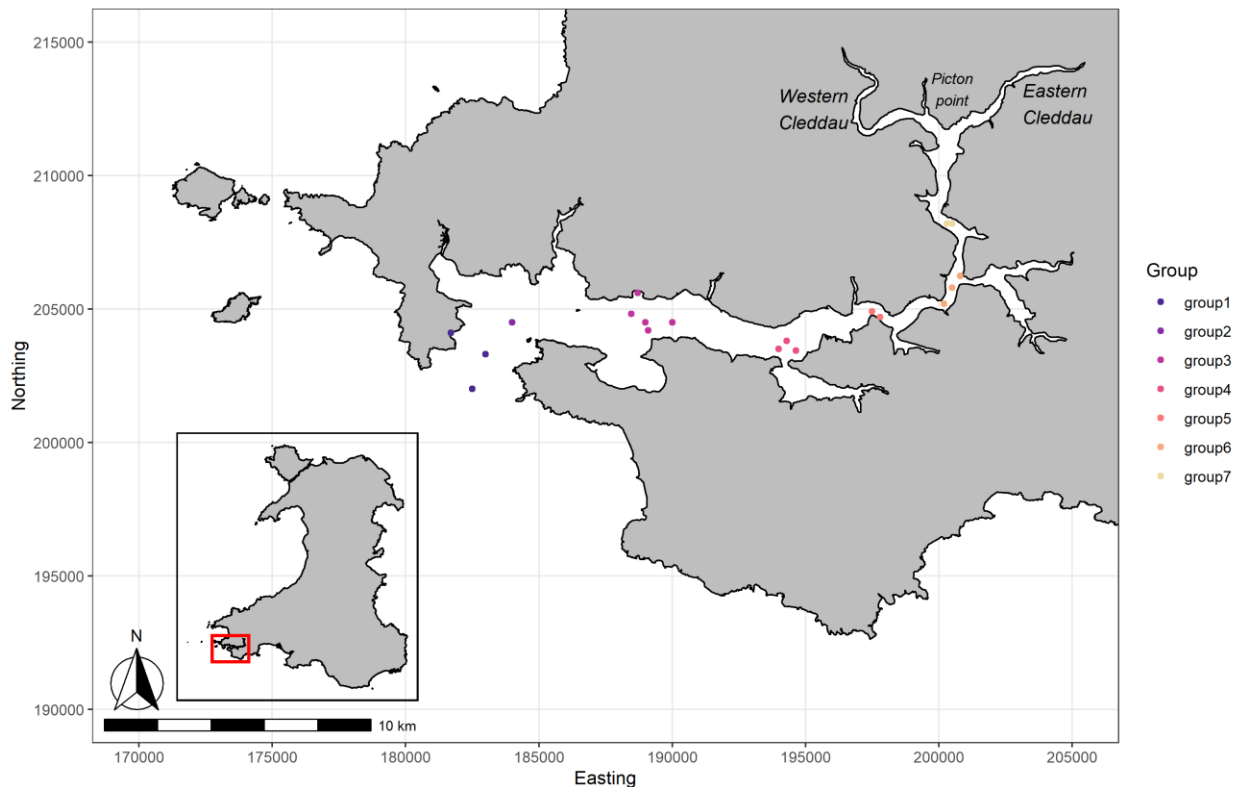 215000
210000
205000
200000
195000
190000
Northing
Western
Cleddau
Picton
point
Eastern
Cleddau
N
10 km
170000
175000
180000
185000
190000
195000
200000
205000
Easting
Group
group1
group2
group3
group4
group5
group6
group7